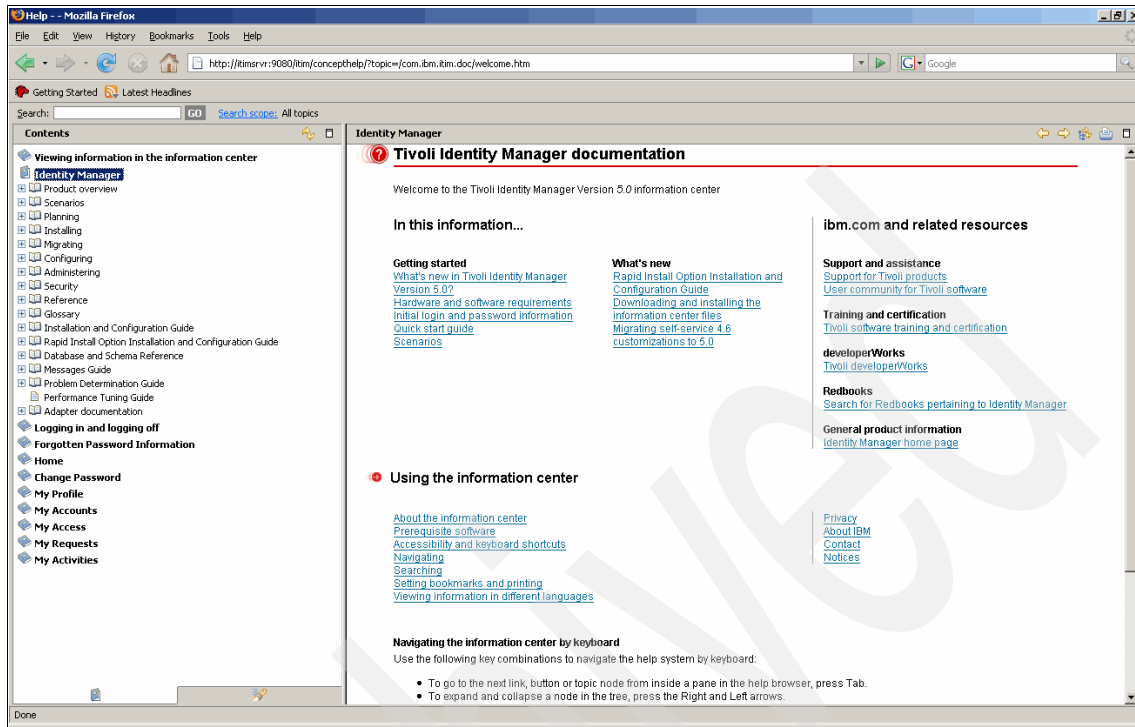 Help - - Mozilla Firefox
File Edit View History Bookmarks Tools Help
http://itimsrvr:9080/itim/concepthelp/?topic=/com.ibm.itim.doc/welcome.htm
Google
Getting Started Latest Headlines
Search: GO Search scope: All topics
Contents
Viewing information in the information center
Identity Manager
Product overview
Scenarios
Planning
Installing
Migrating
Configuring
Administering
Security
Reference
Glossary
Installation and Configuration Guide
Rapid Install Option Installation and Configuration Guide
Database and Schema Reference
Messages Guide
Problem Determination Guide
Performance Tuning Guide
Adapter documentation
Logging in and logging off
Forgotten Password Information
Home
Change Password
My Profile
My Accounts
My Access
My Requests
My Activities
Identity Manager
Tivoli Identity Manager documentation
Welcome to the Tivoli Identity Manager Version 5.0 information center
In this information...
Getting started
What's new in Tivoli Identity Manager
Version 5.0?
Hardware and software requirements
Initial login and password information
Quick start guide
Scenarios
What's new
Rapid Install Option Installation and
Configuration Guide
Downloading and installing the
information center files
Migrating self-service 4.6
customizations to 5.0
ibm.com and related resources
Support and assistance
Support for Tivoli products
User community for Tivoli software
Training and certification
Tivoli software training and certification
developerWorks
Tivoli developerWorks
Redbooks
Search for Redbooks pertaining to Identity Manager
General product information
Identity Manager home page
Using the information center
About the information center
Prerequisite software
Accessibility and keyboard shortcuts
Navigating
Searching
Setting bookmarks and printing
Viewing information in different languages
Privacy
About IBM
Contact
Notices
Navigating the information center by keyboard
Use the following key combinations to navigate the help system by keyboard:
• To go to the next link, button or topic node from inside a pane in the help browser, press Tab.
• To expand and collapse a node in the tree, press the Right and Left arrows.
Done